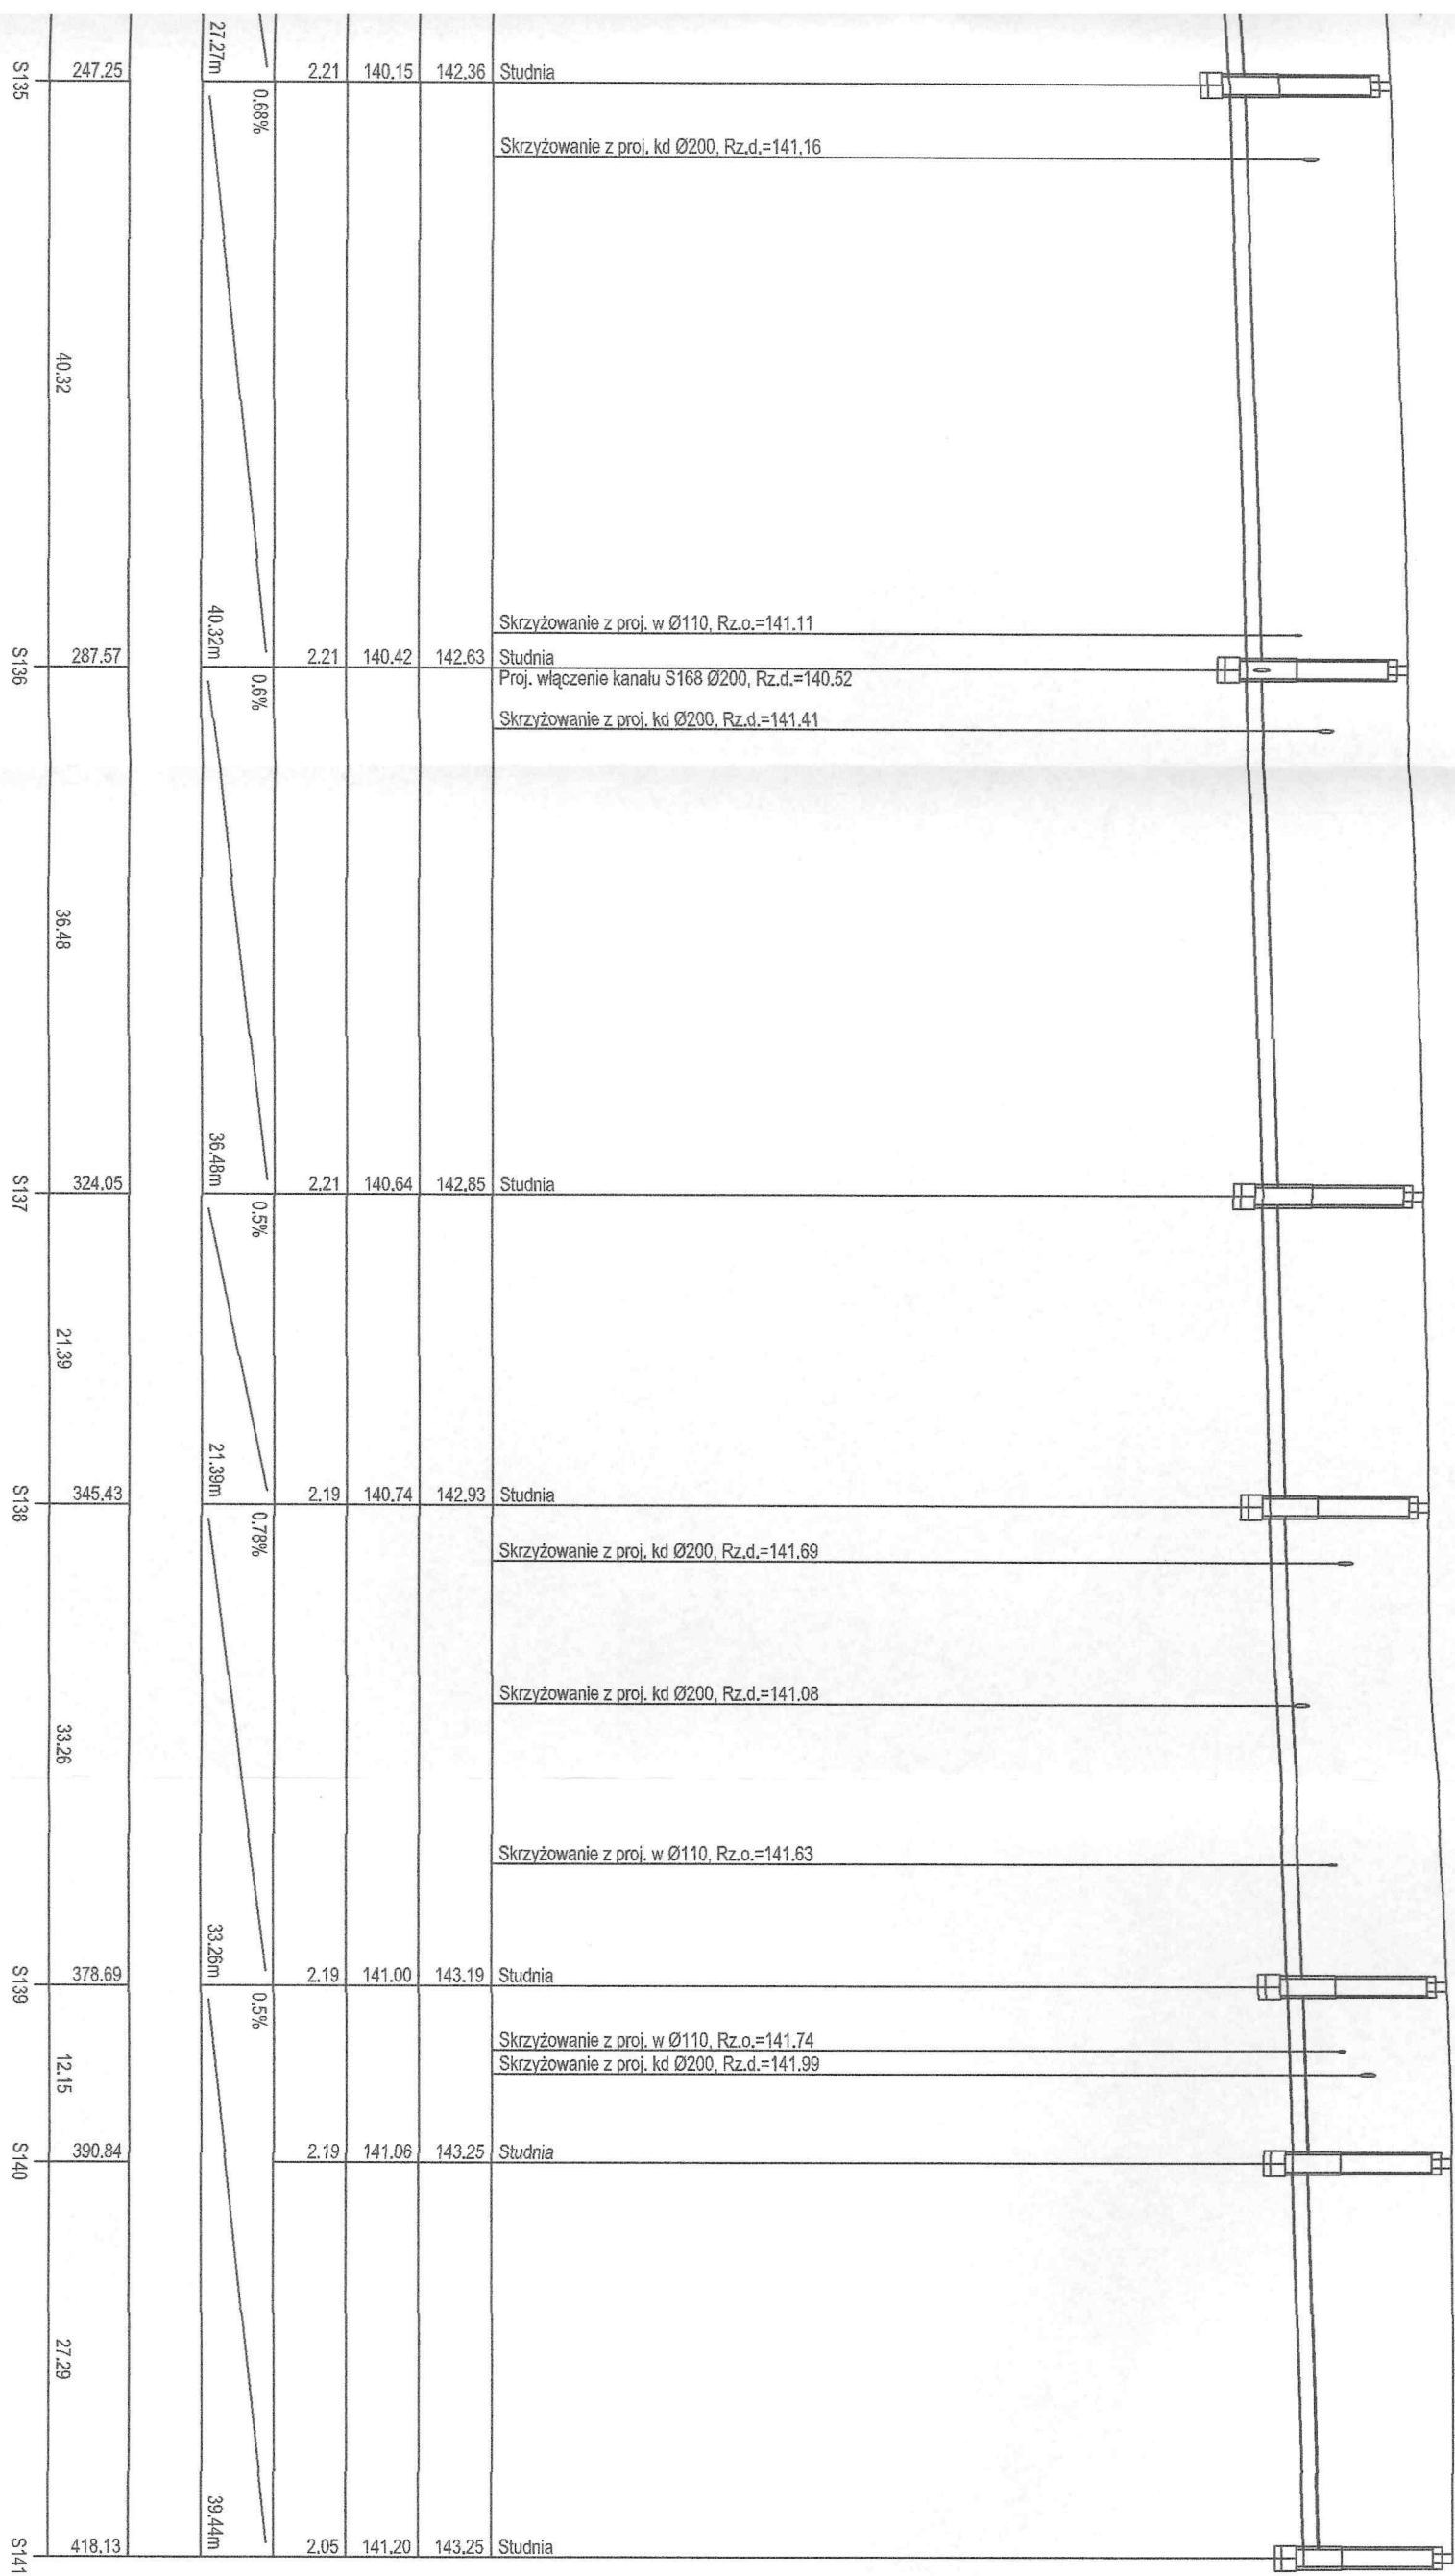 27.27m
S135
247.25
2.21
140.15
142.36
Studnia
0.68%
Skrzyżowanie z proj. kd Ø200, Rz.d.=141.16
40.32
Skrzyżowanie z proj. w Ø110, Rz.o.=141.11
40.32m
S136
287.57
2.21
140.42
142.63
Studnia
Proj. włączenie kanału S168 Ø200, Rz.d.=140.52
0.6%
Skrzyżowanie z proj. kd Ø200, Rz.d.=141.41
36.48
36.48m
S137
324.05
2.21
140.64
142.85
Studnia
0.5%
21.39
21.39m
S138
345.43
2.19
140.74
142.93
Studnia
0.78%
Skrzyżowanie z proj. kd Ø200, Rz.d.=141.69
Skrzyżowanie z proj. kd Ø200, Rz.d.=141.08
33.26
Skrzyżowanie z proj. w Ø110, Rz.o.=141.63
33.26m
S139
378.69
2.19
141.00
143.19
Studnia
0.5%
Skrzyżowanie z proj. w Ø110, Rz.o.=141.74
Skrzyżowanie z proj. kd Ø200, Rz.d.=141.99
12.15
S140
390.84
2.19
141.06
143.25
Studnia
27.29
39.44m
S141
418.13
2.05
141.20
143.25
Studnia